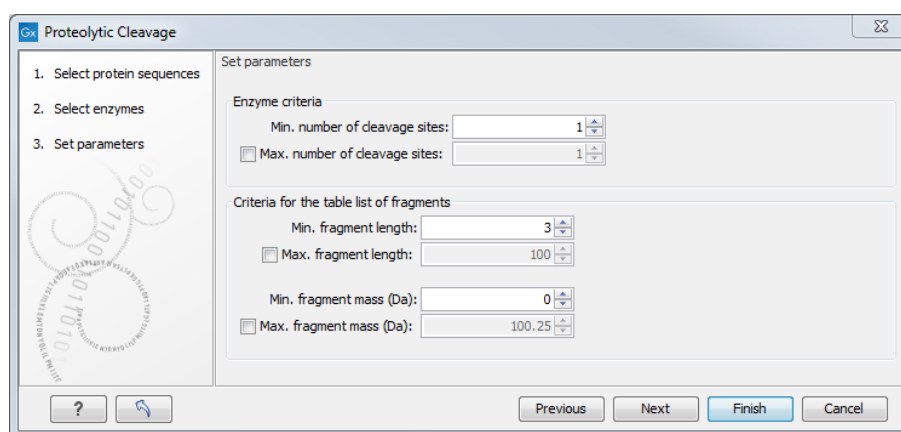 Gx Proteolytic Cleavage
1. Select protein sequences
2. Select enzymes
3. Set parameters
Set parameters
Enzyme criteria
Min. number of cleavage sites: 1
Max. number of cleavage sites: 1
Criteria for the table list of fragments
Min. fragment length: 3
Max. fragment length: 100
Min. fragment mass (Da): 0
Max. fragment mass (Da): 100.25
? Previous Next Finish Cancel